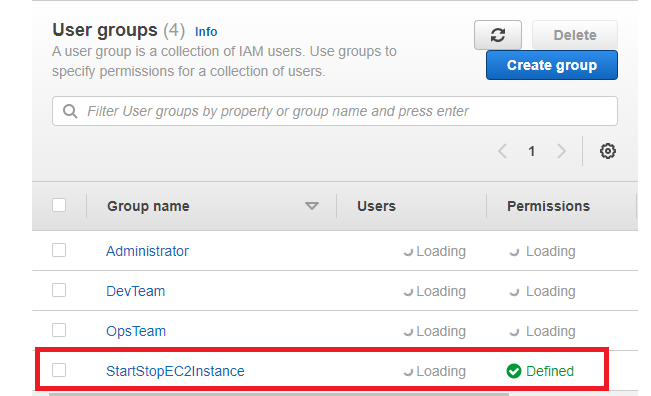 User groups (4) Info
A user group is a collection of IAM users. Use groups to
specify permissions for a collection of users.
Delete
Create group
Filter User groups by property or group name and press enter
1
Group name Users Permissions
Administrator Loading Loading
DevTeam Loading Loading
OpsTeam Loading Loading
StartStopEC2Instance Loading Defined